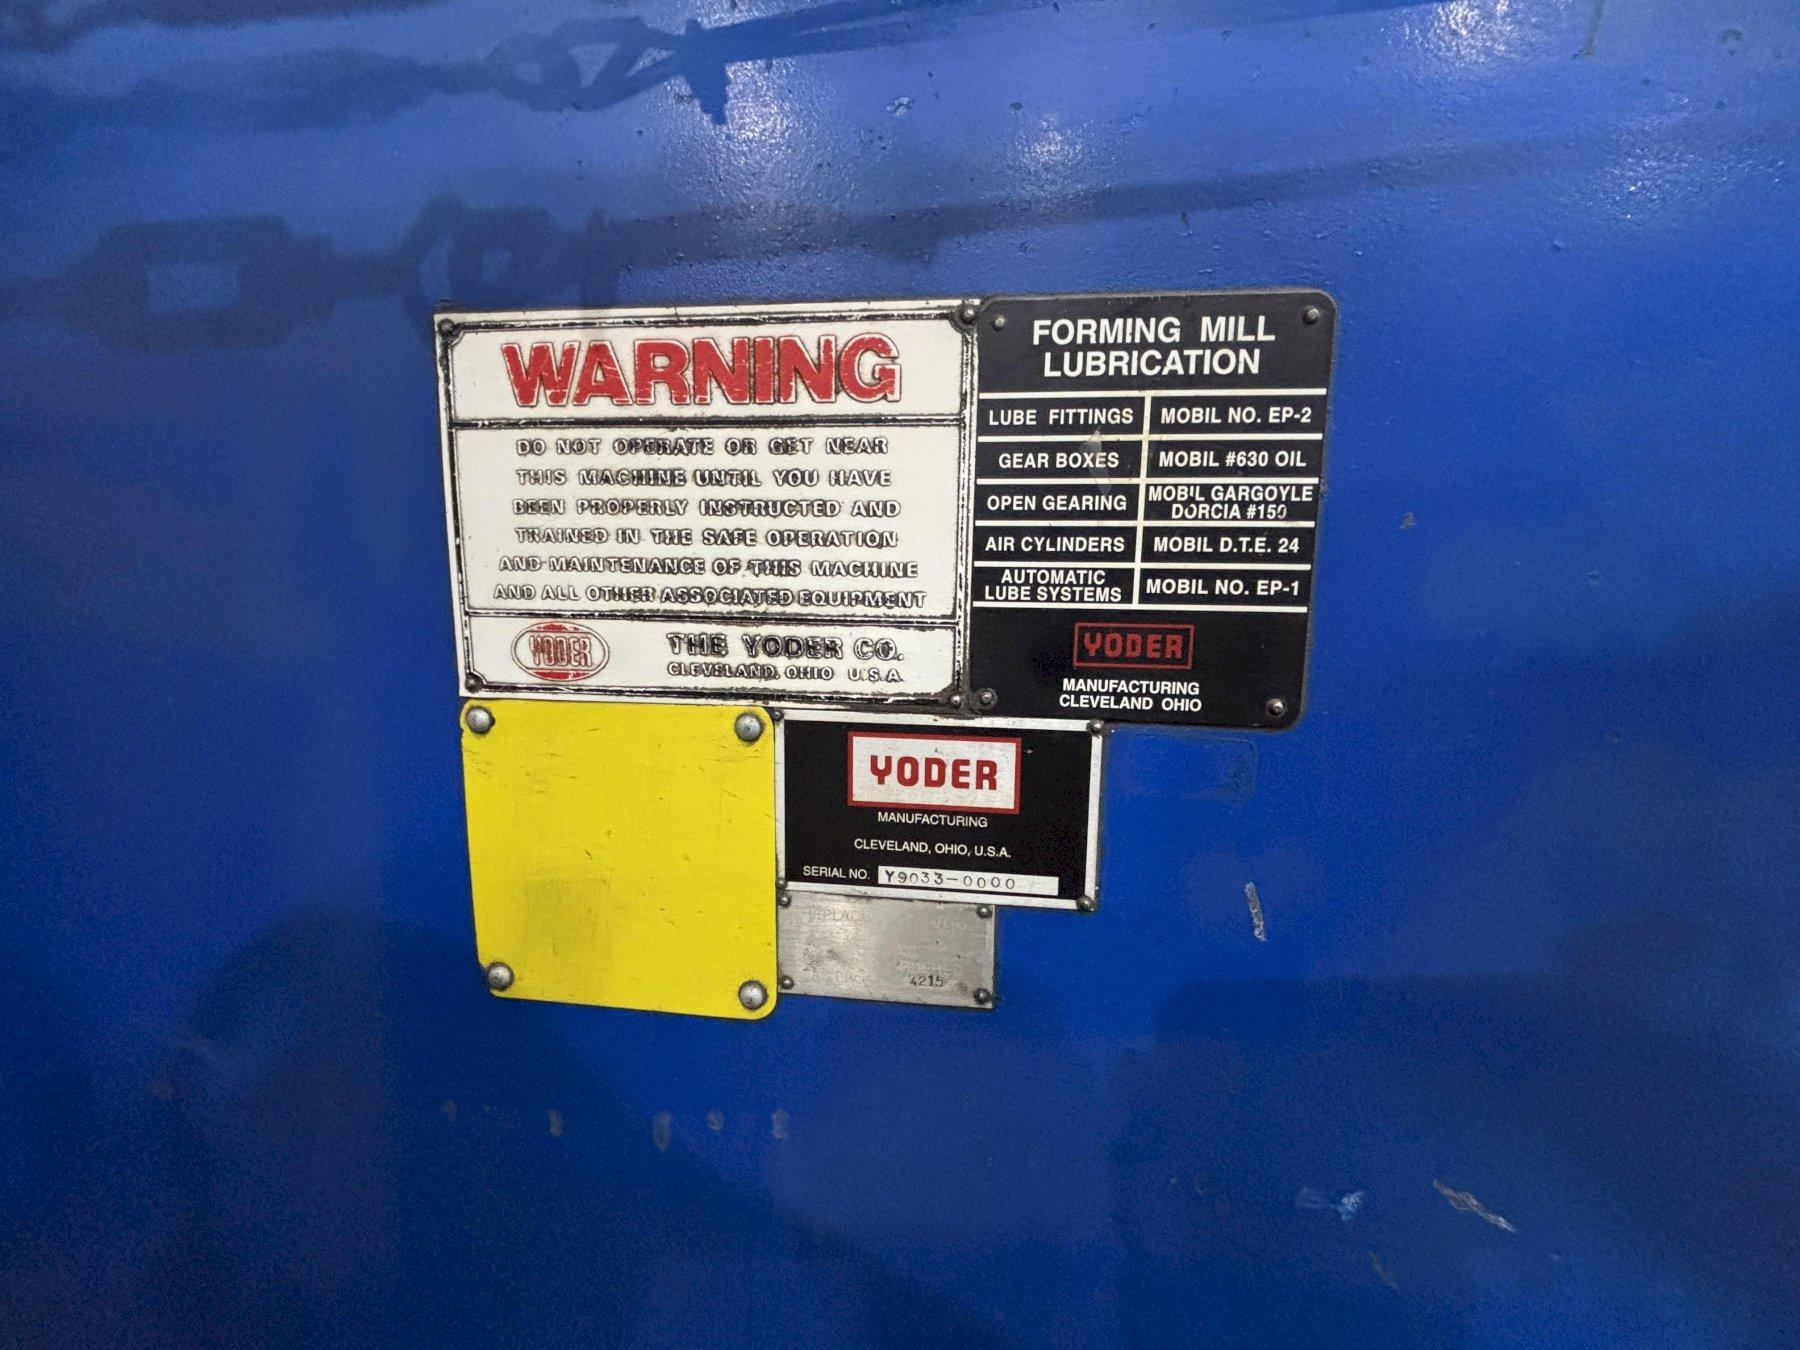 WARNING
DO NOT OPERATE OR GET NEAR
THIS MACHINE UNTIL YOU HAVE
BEEN PROPERLY INSTRUCTED AND
TRAINED IN THE SAFE OPERATION
AND MAINTENANCE OF THIS MACHINE
AND ALL OTHER ASSOCIATED EQUIPMENT
YODER
THE YODER CO.
CLEVELAND, OHIO U.S.A.
FORMING MILL
LUBRICATION
LUBE FITTINGS MOBIL NO. EP-2
GEAR BOXES MOBIL #630 OIL
OPEN GEARING MOBIL GARGOYLE
DORCIA #150
AIR CYLINDERS MOBIL D.T.E. 24
AUTOMATIC
LUBE SYSTEMS MOBIL NO. EP-1
YODER
MANUFACTURING
CLEVELAND OHIO
YODER
MANUFACTURING
CLEVELAND, OHIO, U.S.A.
SERIAL NO. Y9033-0000
4215